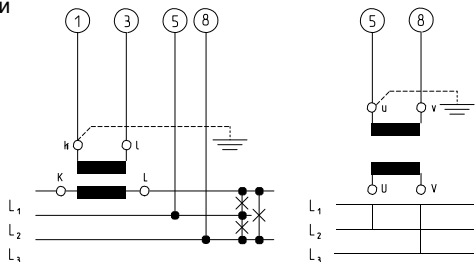 и
1 3 5 8 5 8
u v
k l
K L U V
L1 L1
L2 L2
L3 L3